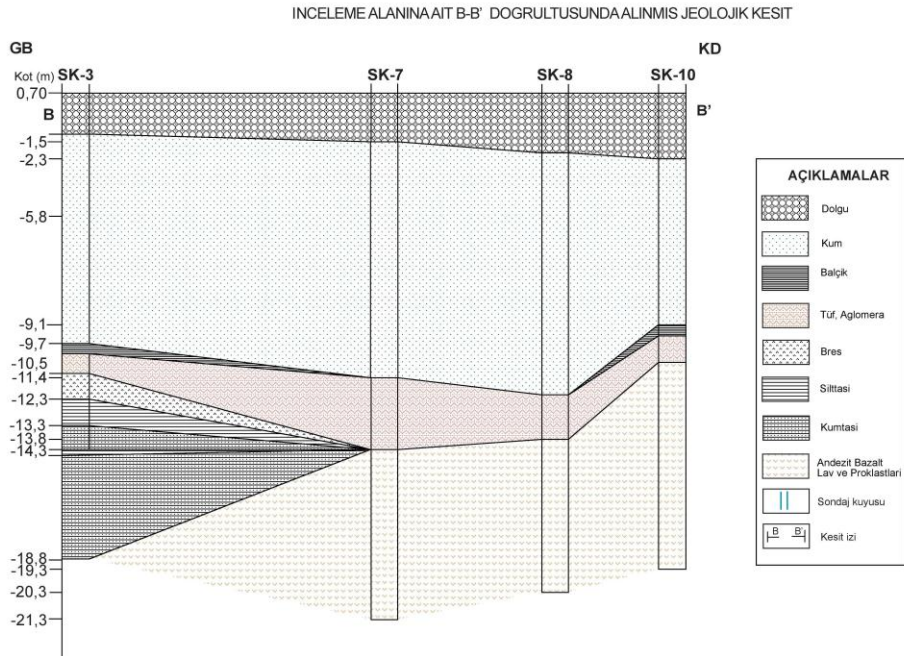 INCELEME ALANINA AIT B-B' DOGRULTUSUNDA ALINMIS JEOLOJIK KESIT
GB
KD
Kot (m)
SK-3
SK-7
SK-8
SK-10
0,70
B
B'
-1,5
-2,3
-5,8
-9,1
-9,7
-10,5
-11,4
-12,3
-13,3
-13,8
-14,3
-18,8
-19,3
-20,3
-21,3
AÇIKLAMALAR
Dolgu
Kum
Balçik
Tüf, Aglomera
Bres
Silttasi
Kumtasi
Andezit Bazalt
Lav ve Proklastlari
Sondaj kuyusu
B B'
Kesit izi